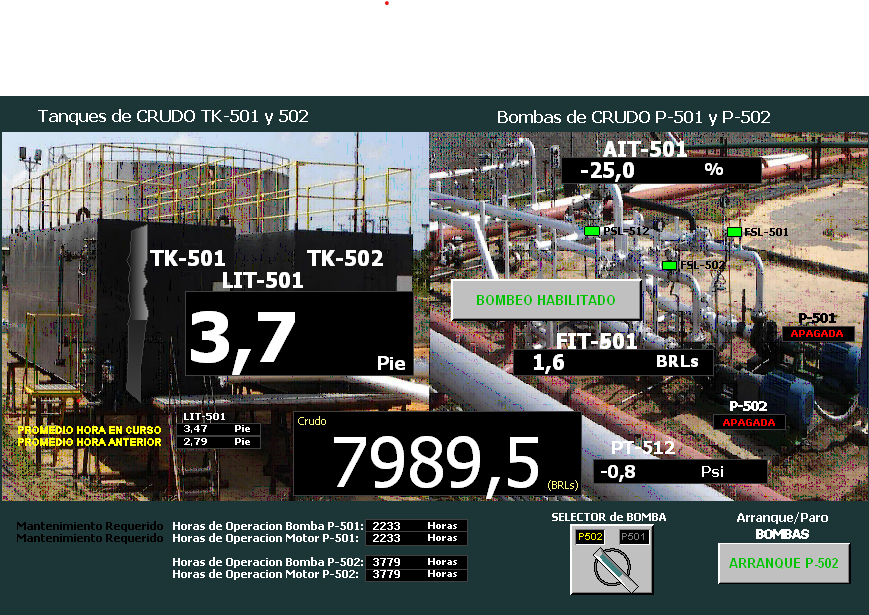 Tanques de CRUDO TK-501 y 502
Bombas de CRUDO P-501 y P-502
AIT-501
-25,0 %
PSL-512
FSL-501
FSL-502
TK-501
TK-502
LIT-501
3,7 Pie
BOMBEO HABILITADO
P-501
APAGADA
FIT-501
1,6 BRLs
P-502
APAGADA
LIT-501
PROMEDIO HORA EN CURSO 3,47 Pie
PROMEDIO HORA ANTERIOR 2,79 Pie
Crudo
7989,5 (BRLs)
PT-512
-0,8 Psi
Mantenimiento Requerido Horas de Operacion Bomba P-501: 2233 Horas
Mantenimiento Requerido Horas de Operacion Motor P-501: 2233 Horas
Horas de Operacion Bomba P-502: 3779 Horas
Horas de Operacion Motor P-502: 3779 Horas
SELECTOR de BOMBA
P502 P501
Arranque/Paro
BOMBAS
ARRANQUE P-502